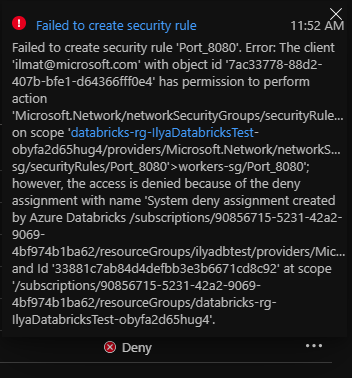 Failed to create security rule 11:52 AM
Failed to create security rule 'Port_8080'. Error: The client
'ilmat@microsoft.com' with object id '7ac33778-88d2-
407b-bfe1-d64366fff0e4' has permission to perform
action
'Microsoft.Network/networkSecurityGroups/securityRule...
on scope 'databricks-rg-IlyaDatabricksTest-
obyfa2d65hug4/providers/Microsoft.Network/networkS...
sg/securityRules/Port_8080'>workers-sg/Port_8080';
however, the access is denied because of the deny
assignment with name 'System deny assignment created
by Azure Databricks /subscriptions/90856715-5231-42a2-
9069-
4bf974b1ba62/resourceGroups/ilyadbtest/providers/Mic...
and Id '33881c7ab84d4defbb3e3b6671cd8c92' at scope
'/subscriptions/90856715-5231-42a2-9069-
4bf974b1ba62/resourceGroups/databricks-rg-
IlyaDatabricksTest-obyfa2d65hug4'.
Deny ...